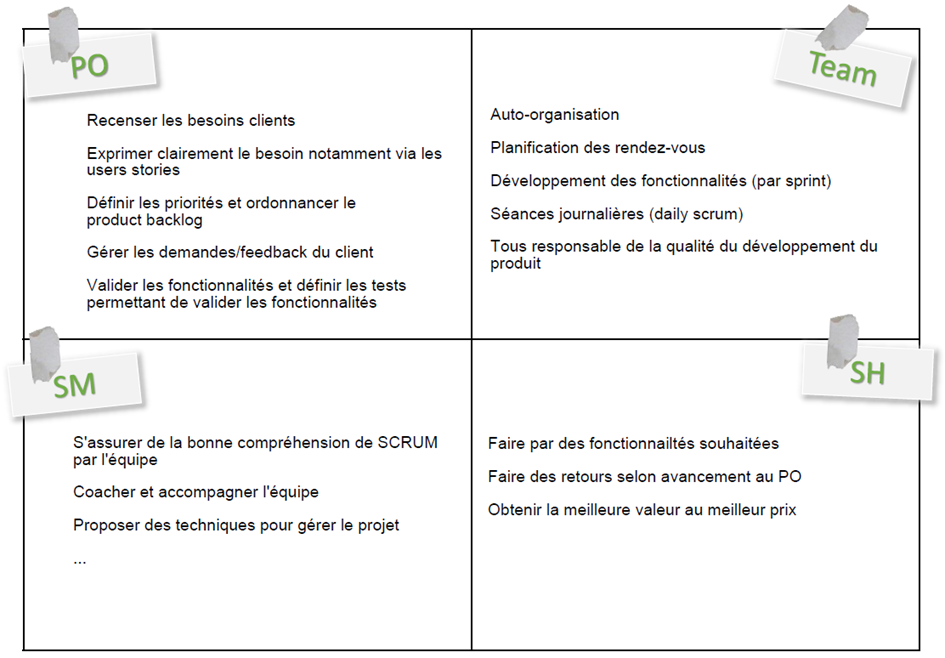 PO
Recenser les besoins clients
Exprimer clairement le besoin notamment via les
users stories
Définir les priorités et ordonnancer le
product backlog
Gérer les demandes/feedback du client
Valider les fonctionnalités et définir les tests
permettant de valider les fonctionnalités
Team
Auto-organisation
Planification des rendez-vous
Développement des fonctionnalités (par sprint)
Séances journalières (daily scrum)
Tous responsable de la qualité du développement du
produit
SM
S'assurer de la bonne compréhension de SCRUM
par l'équipe
Coacher et accompagner l'équipe
Proposer des techniques pour gérer le projet
...
SH
Faire par des fonctionnailtés souhaitées
Faire des retours selon avancement au PO
Obtenir la meilleure valeur au meilleur prix